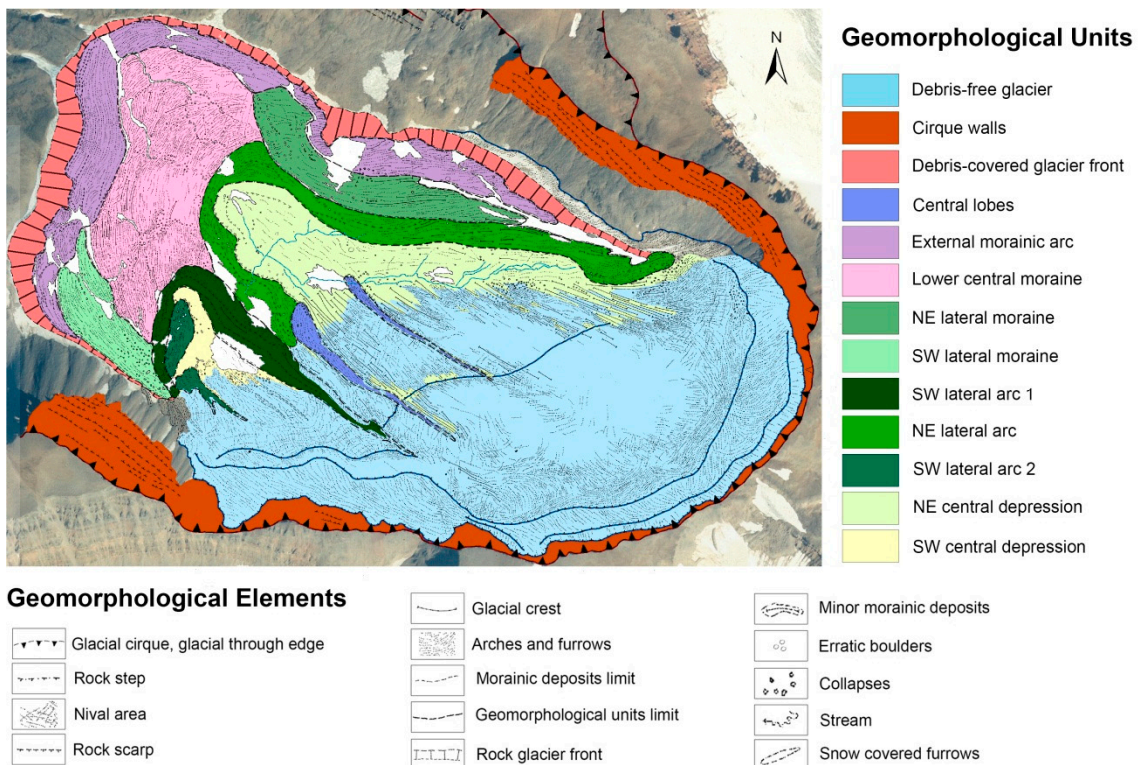 N
Geomorphological Units
Debris-free glacier
Cirque walls
Debris-covered glacier front
Central lobes
External morainic arc
Lower central moraine
NE lateral moraine
SW lateral moraine
SW lateral arc 1
NE lateral arc
SW lateral arc 2
NE central depression
SW central depression
Geomorphological Elements
Glacial cirque, glacial through edge
Rock step
Nival area
Rock scarp
Glacial crest
Arches and furrows
Morainic deposits limit
Geomorphological units limit
Rock glacier front
Minor morainic deposits
Erratic boulders
Collapses
Stream
Snow covered furrows